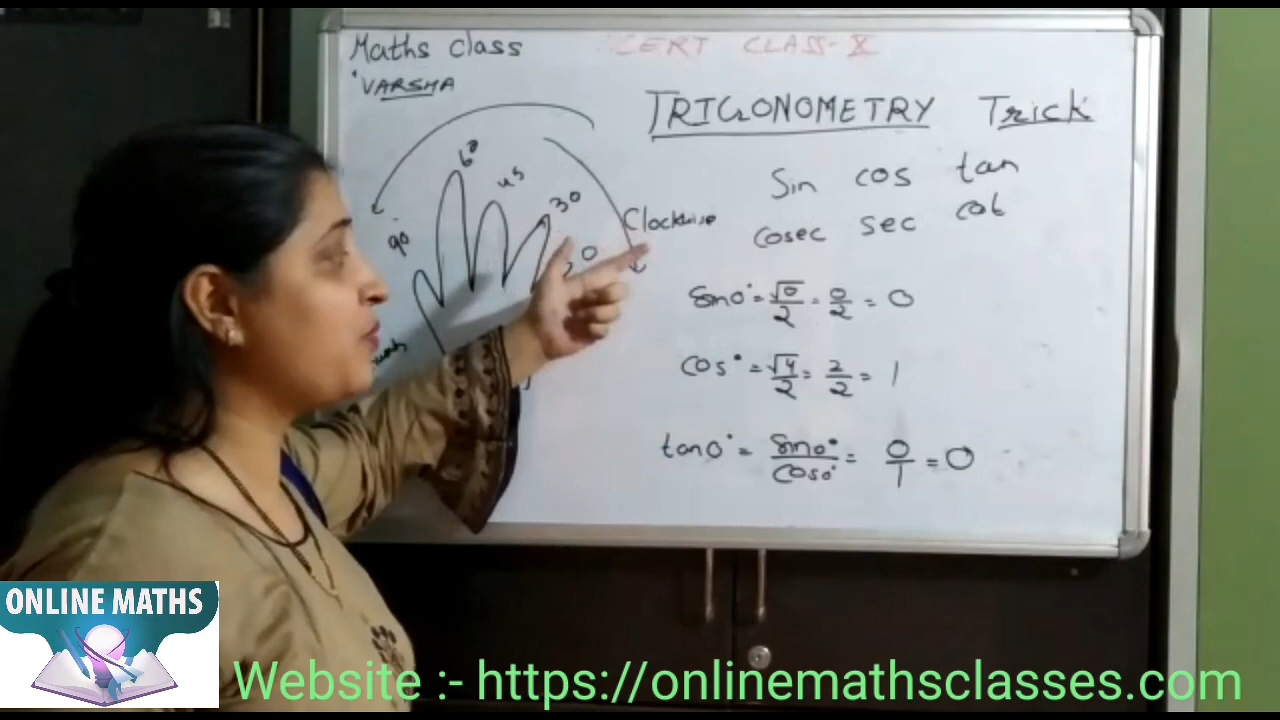 Maths class
CERT CLASS-X
VARSHA
TRIGONOMETRY Trick
60
45
30
90
0
Clockwise
Sin cos tan
cosec sec cot
sin0° = √0/2 = 0/2 = 0
cos° = √4/2 = 2/2 = 1
tan0° = sin0°/cos0° = 0/1 = 0
ONLINE MATHS
Website :- https://onlinemathsclasses.com